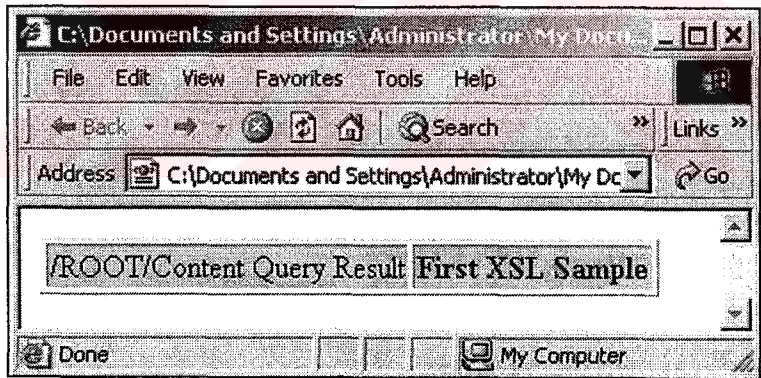 C:\Documents and Settings\Administrator\My Docu...
File Edit View Favorites Tools Help
Back Search » Links »
Address C:\Documents and Settings\Administrator\My Dc Go
/ROOT/Content Query Result First XSL Sample
Done My Computer